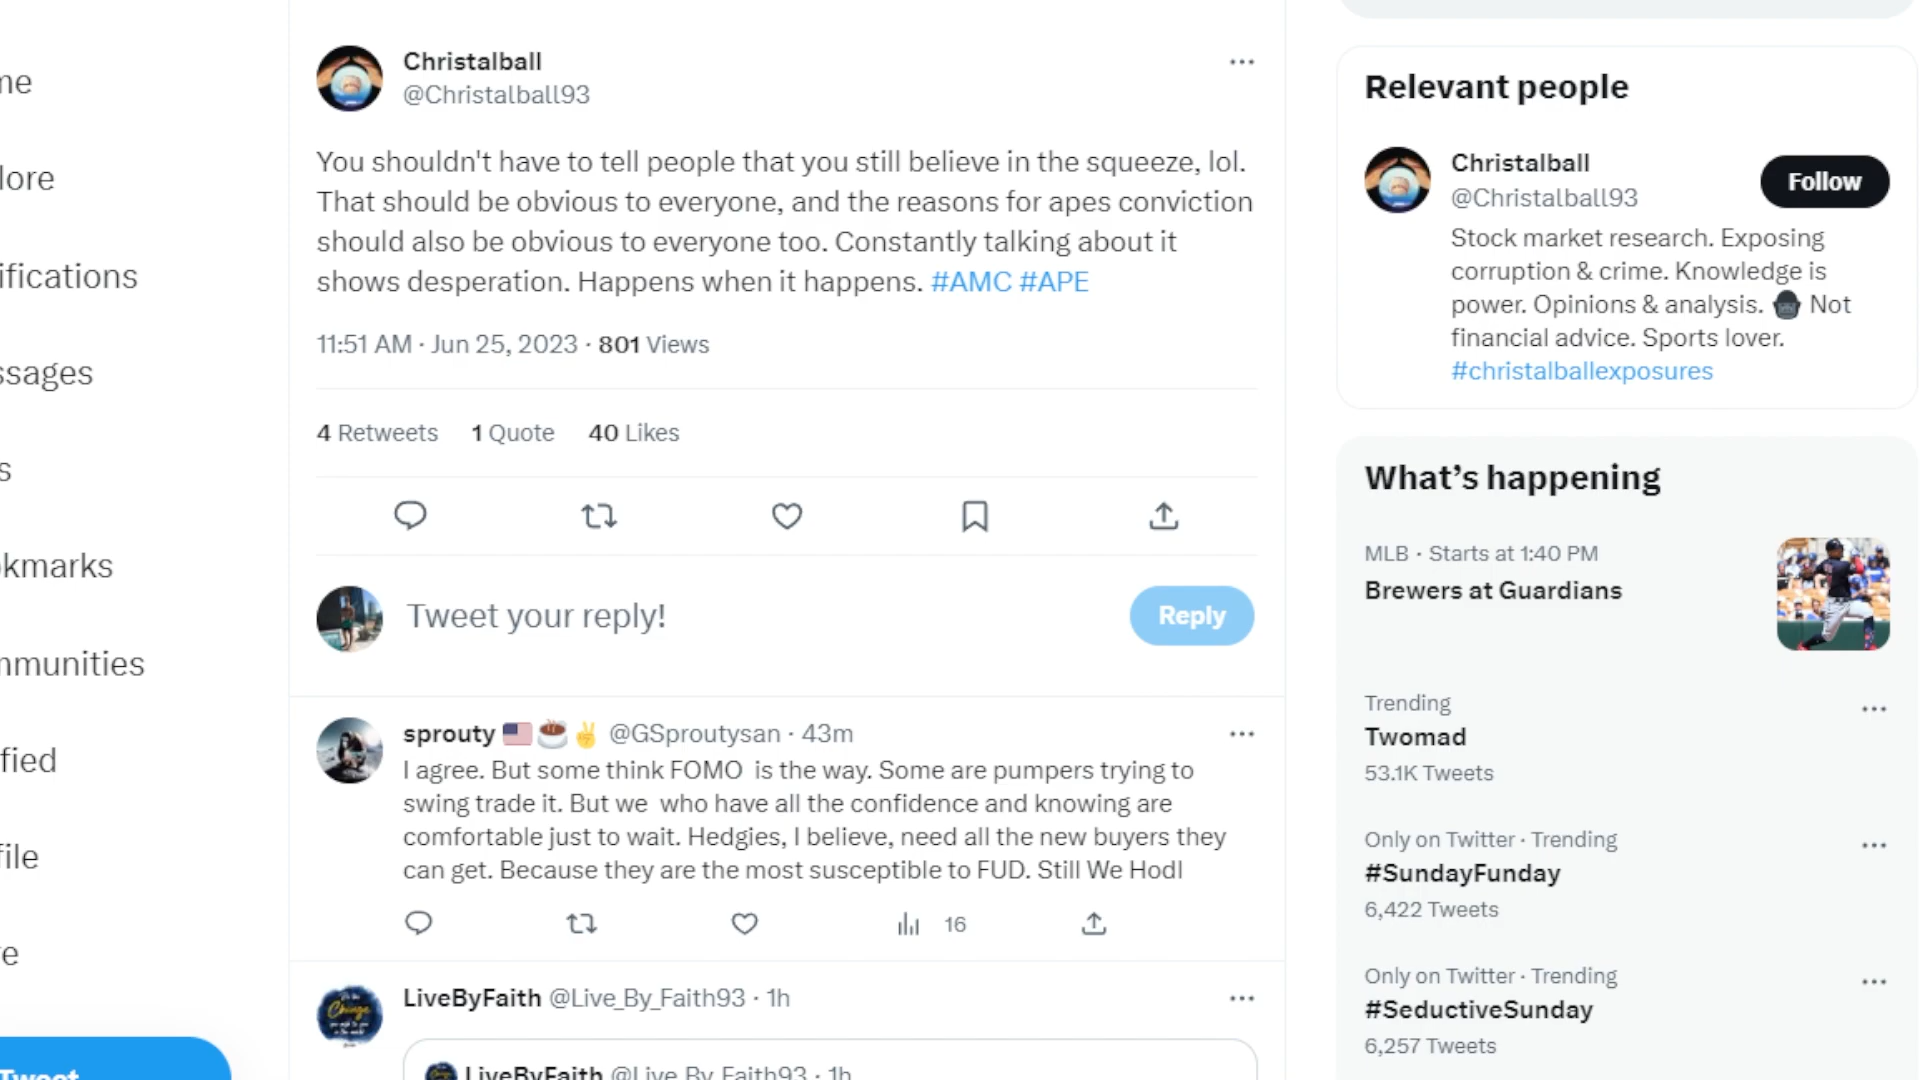 me
lore
ifications
ssages
s
kmarks
mmunities
fied
file
e
Tweet
Christalball
@Christalball93
You shouldn't have to tell people that you still believe in the squeeze, lol.
That should be obvious to everyone, and the reasons for apes conviction
should also be obvious to everyone too. Constantly talking about it
shows desperation. Happens when it happens. #AMC #APE
11:51 AM · Jun 25, 2023 · 801 Views
4 Retweets 1 Quote 40 Likes
Tweet your reply!
Reply
sprouty @GSproutysan · 43m
I agree. But some think FOMO is the way. Some are pumpers trying to
swing trade it. But we who have all the confidence and knowing are
comfortable just to wait. Hedgies, I believe, need all the new buyers they
can get. Because they are the most susceptible to FUD. Still We Hodl
16
LiveByFaith @Live_By_Faith93 · 1h
Change
LiveByFaith @Live_By_Faith93 · 1h
Relevant people
Christalball
@Christalball93
Follow
Stock market research. Exposing
corruption & crime. Knowledge is
power. Opinions & analysis. Not
financial advice. Sports lover.
#christalballexposures
What's happening
MLB · Starts at 1:40 PM
Brewers at Guardians
Trending
Twomad
53.1K Tweets
Only on Twitter · Trending
#SundayFunday
6,422 Tweets
Only on Twitter · Trending
#SeductiveSunday
6,257 Tweets